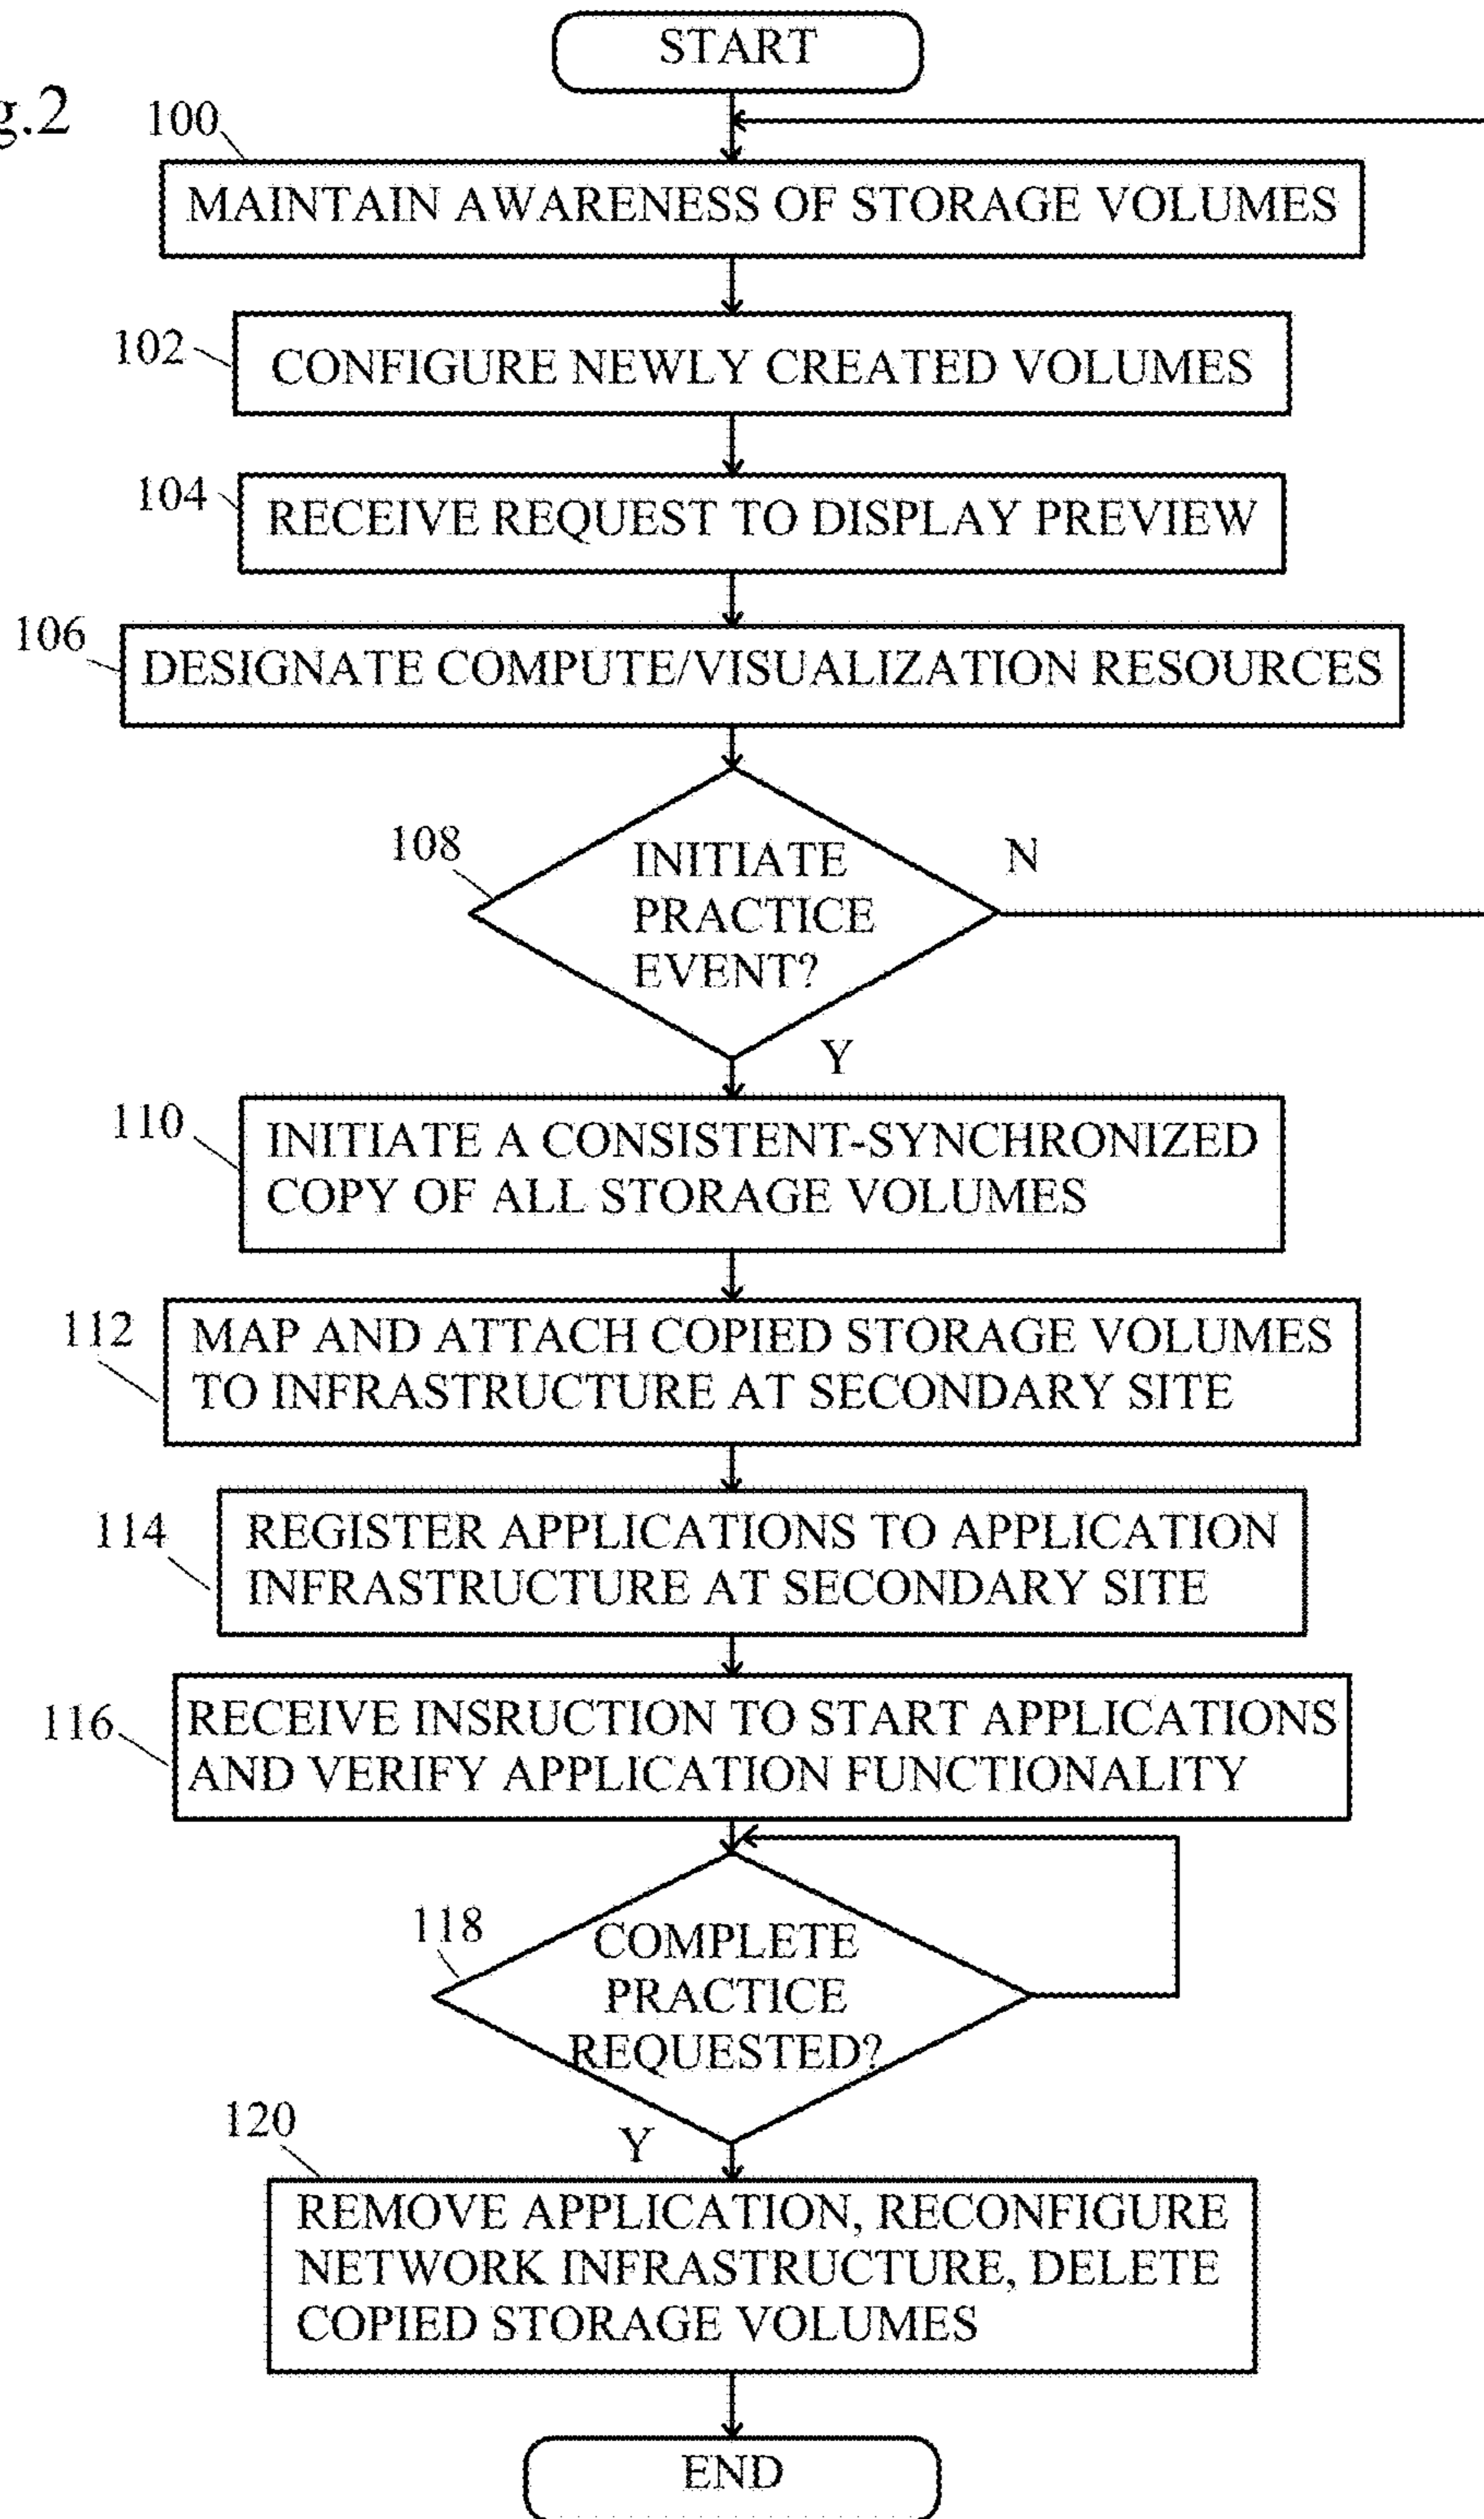 START
g.2
100
MAINTAIN AWARENESS OF STORAGE VOLUMES
102
CONFIGURE NEWLY CREATED VOLUMES
104
RECEIVE REQUEST TO DISPLAY PREVIEW
106
DESIGNATE COMPUTE/VISUALIZATION RESOURCES
108
INITIATE
PRACTICE
EVENT?
N
Y
110
INITIATE A CONSISTENT-SYNCHRONIZED
COPY OF ALL STORAGE VOLUMES
112
MAP AND ATTACH COPIED STORAGE VOLUMES
TO INFRASTRUCTURE AT SECONDARY SITE
114
REGISTER APPLICATIONS TO APPLICATION
INFRASTRUCTURE AT SECONDARY SITE
116
RECEIVE INSRUCTION TO START APPLICATIONS
AND VERIFY APPLICATION FUNCTIONALITY
118
COMPLETE
PRACTICE
REQUESTED?
Y
120
REMOVE APPLICATION, RECONFIGURE
NETWORK INFRASTRUCTURE, DELETE
COPIED STORAGE VOLUMES
END